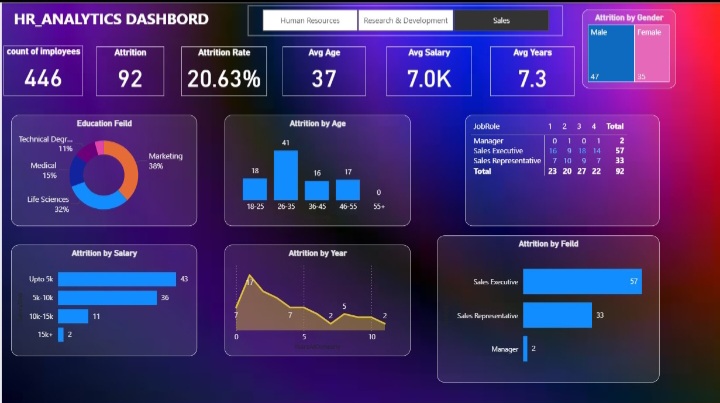 HR_ANALYTICS DASHBORD
Human Resources
Research & Development
Sales
Attrition by Gender
Male
Female
47
35
count of imployees
446
Attrition
92
Attrition Rate
20.63%
Avg Age
37
Avg Salary
7.0K
Avg Years
7.3
Education Feild
Technical Degr...
11%
Medical
15%
Life Sciences
32%
Marketing
38%
Attrition by Age
18
41
16
17
0
18-25 26-35 36-45 46-55 55+
JobRole 1 2 3 4 Total
Manager 0 1 0 1 2
Sales Executive 16 9 18 14 57
Sales Representative 7 10 9 7 33
Total 23 20 27 22 92
Attrition by Salary
Upto 5k 43
5k-10k 36
10k-15k 11
15k+ 2
Attrition by Year
7
17
7
2
5
2
0 5 10
Attrition by Feild
Sales Executive 57
Sales Representative 33
Manager 2